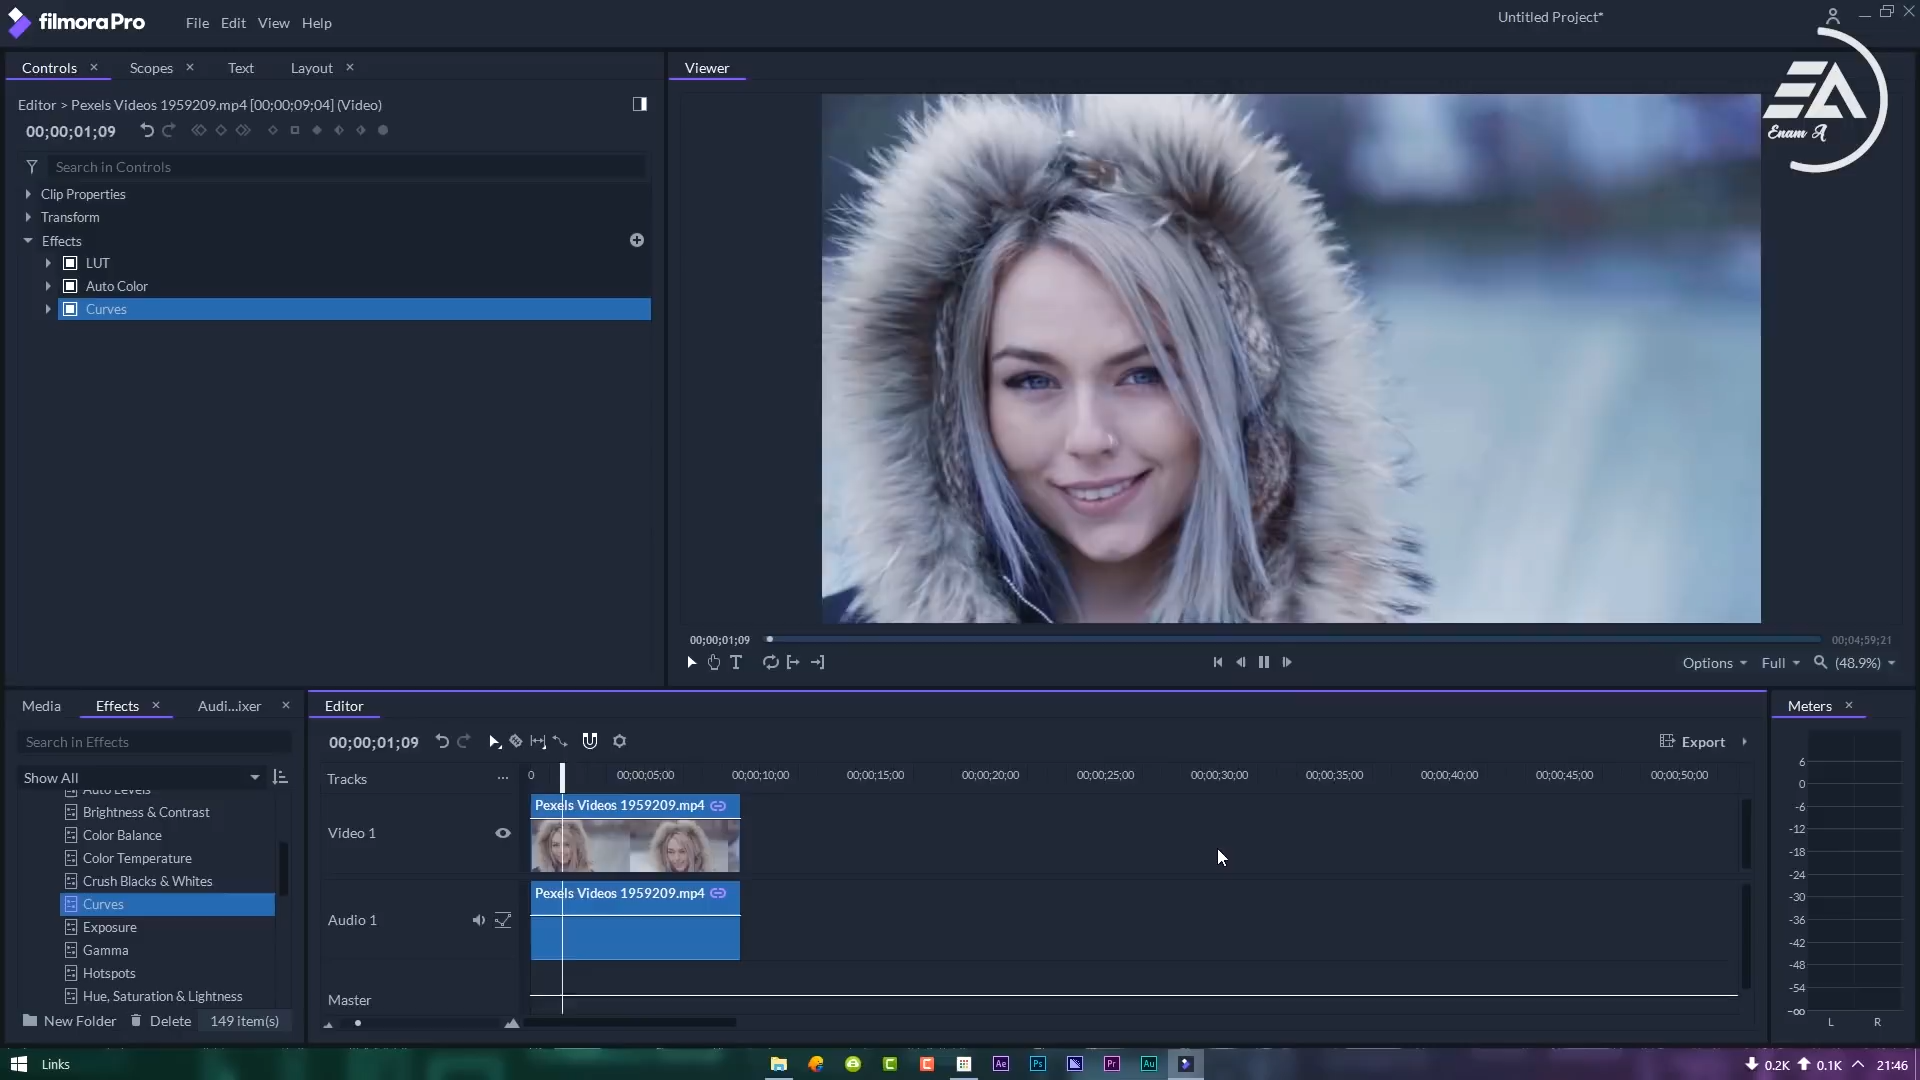 filmoraPro File Edit View Help Untitled Project*
EA
Enam A
Controls Scopes Text Layout
Editor > Pexels Videos 1959209.mp4 [00;00;09;04] (Video)
00;00;01;09
Search in Controls
Clip Properties
Transform
Effects
LUT
Auto Color
Curves
Viewer
00;00;01;09 00;04;59;21
Options Full (48.9%)
Media Effects Audi...ixer
Search in Effects
Show All
Auto Levels
Brightness & Contrast
Color Balance
Color Temperature
Crush Blacks & Whites
Curves
Exposure
Gamma
Hotspots
Hue, Saturation & Lightness
New Folder Delete 149 item(s)
Editor
00;00;01;09 Export
Tracks ... 0 00;00;05;00 00;00;10;00 00;00;15;00 00;00;20;00 00;00;25;00 00;00;30;00 00;00;35;00 00;00;40;00 00;00;45;00 00;00;50;00
Pexels Videos 1959209.mp4
Video 1
Pexels Videos 1959209.mp4
Audio 1
Master
Meters
6
0
-6
-12
-18
-24
-30
-36
-42
-48
-54
-∞
L R
Links Ae Ps Pr Au 0.2K 0.1K 21:46